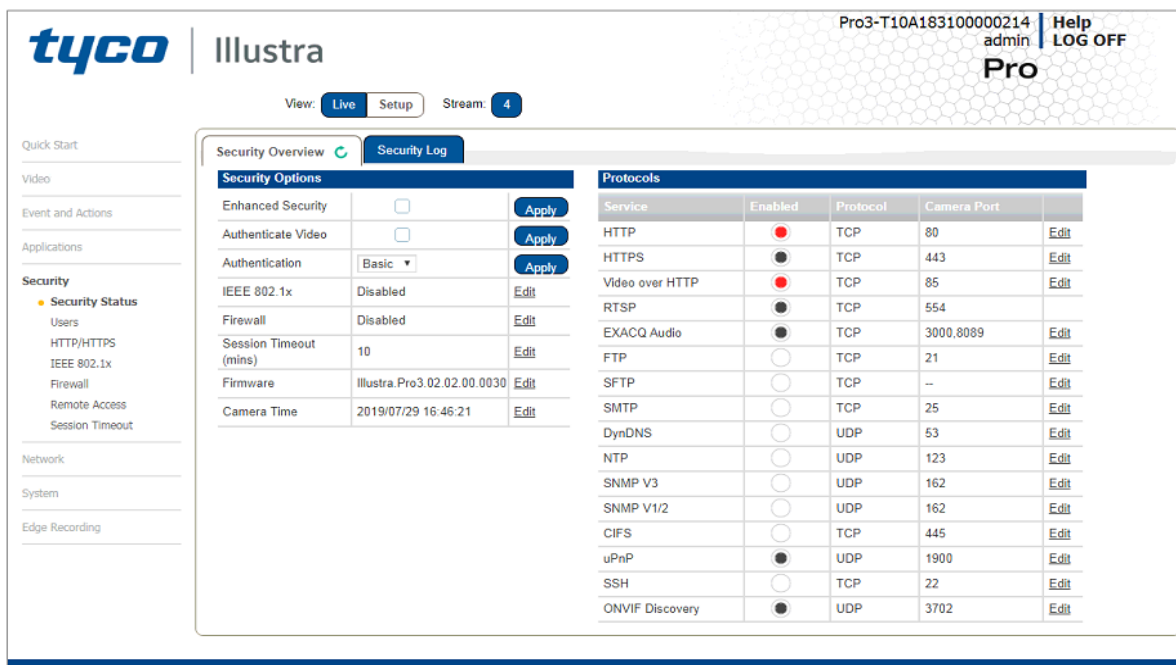 tyco | Illustra
Pro3-T10A183100000214 Help
admin LOG OFF
Pro
View: Live Setup Stream: 4
Quick Start
Video
Event and Actions
Applications
Security
Security Status
Users
HTTP/HTTPS
IEEE 802.1x
Firewall
Remote Access
Session Timeout
Network
System
Edge Recording
Security Overview Security Log
Security Options
Enhanced Security Apply
Authenticate Video Apply
Authentication Basic Apply
IEEE 802.1x Disabled Edit
Firewall Disabled Edit
Session Timeout
(mins) 10 Edit
Firmware Illustra.Pro3.02.02.00.0030 Edit
Camera Time 2019/07/29 16:46:21 Edit
Protocols
Service Enabled Protocol Camera Port
HTTP TCP 80 Edit
HTTPS TCP 443 Edit
Video over HTTP TCP 85 Edit
RTSP TCP 554
EXACQ Audio TCP 3000,8089 Edit
FTP TCP 21 Edit
SFTP TCP -- Edit
SMTP TCP 25 Edit
DynDNS UDP 53 Edit
NTP UDP 123 Edit
SNMP V3 UDP 162 Edit
SNMP V1/2 UDP 162 Edit
CIFS TCP 445 Edit
uPnP UDP 1900 Edit
SSH TCP 22 Edit
ONVIF Discovery UDP 3702 Edit